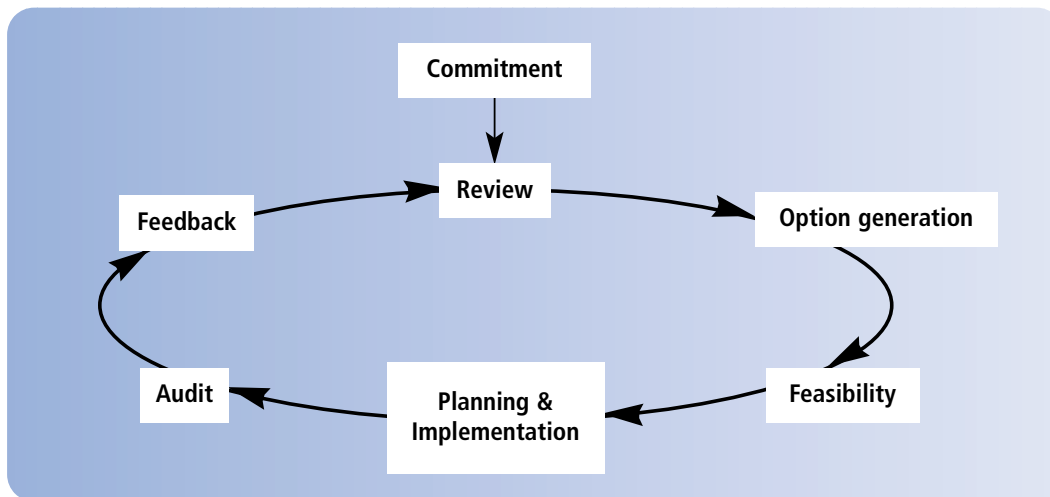 Commitment
Review
Option generation
Feedback
Feasibility
Planning &
Implementation
Audit